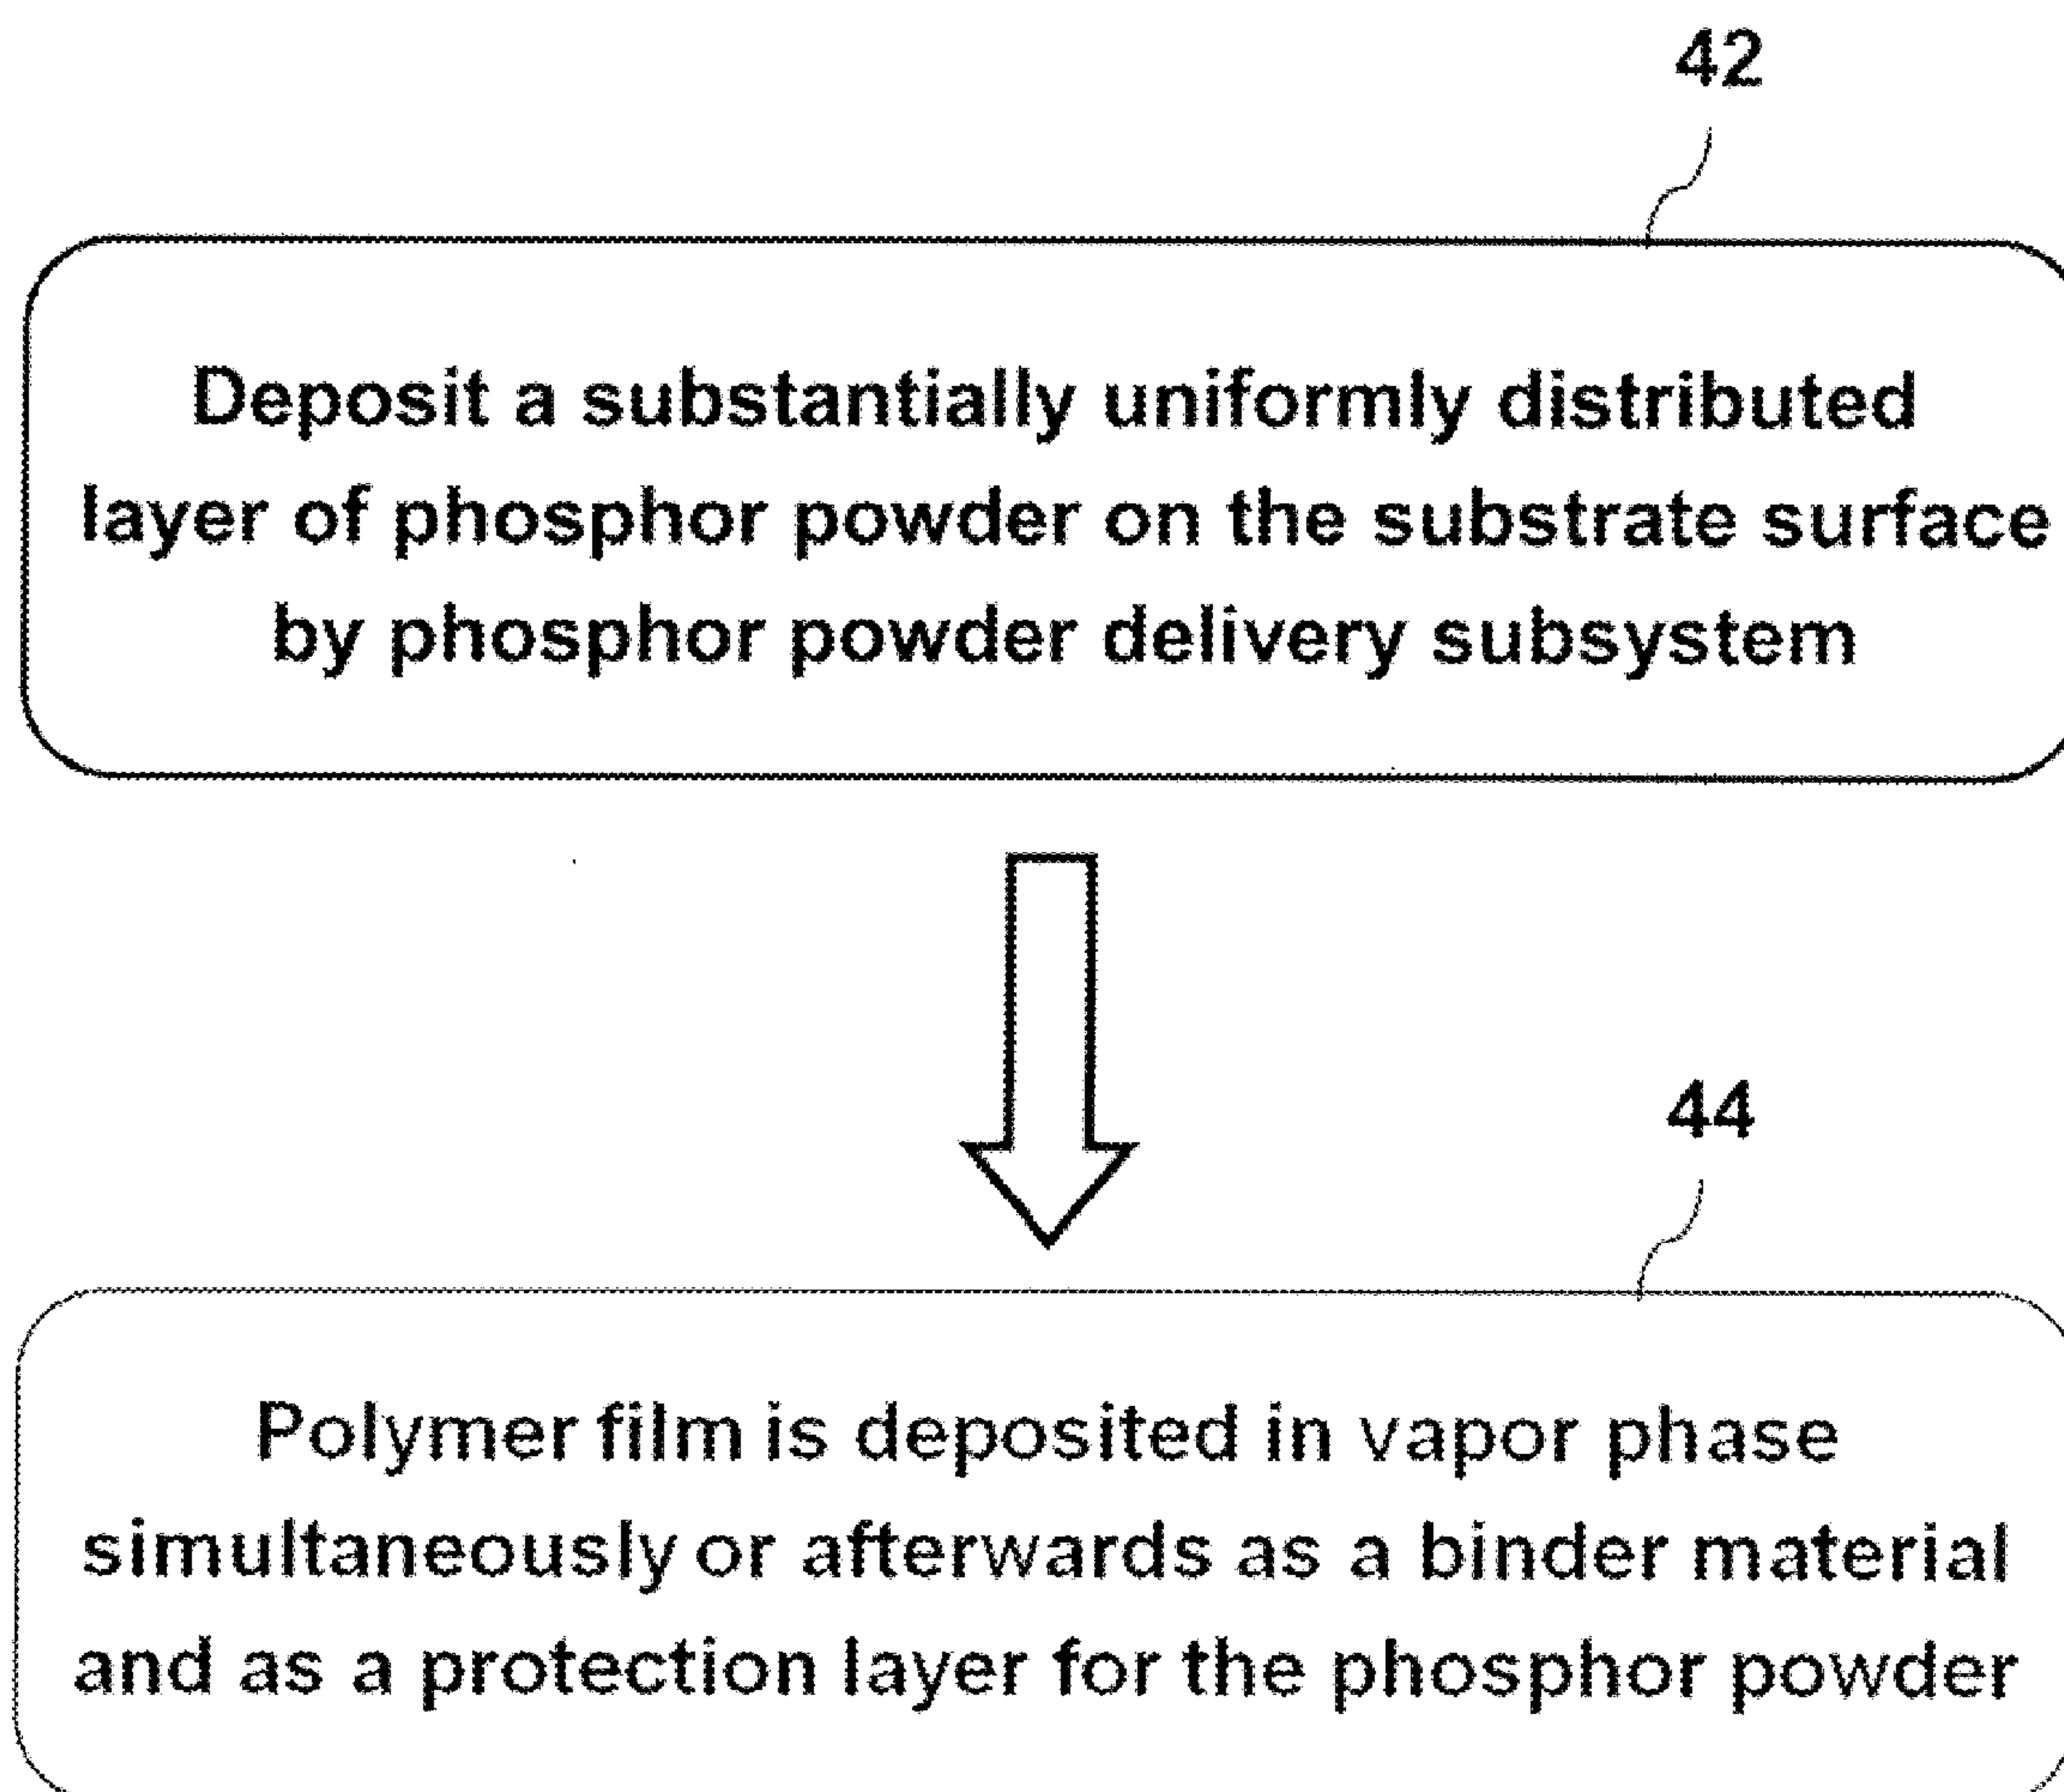 42
Deposit a substantially uniformly distributed
layer of phosphor powder on the substrate surface
by phosphor powder delivery subsystem
44
Polymer film is deposited in vapor phase
simultaneously or afterwards as a binder material
and as a protection layer for the phosphor powder